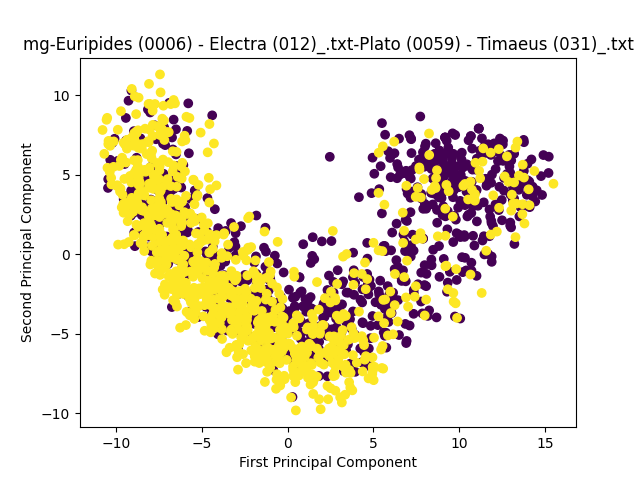 mg-Euripides (0006) - Electra (012)_.txt-Plato (0059) - Timaeus (031)_.txt
10
5
0
−5
−10
Second Principal Component
−10 −5 0 5 10 15
First Principal Component